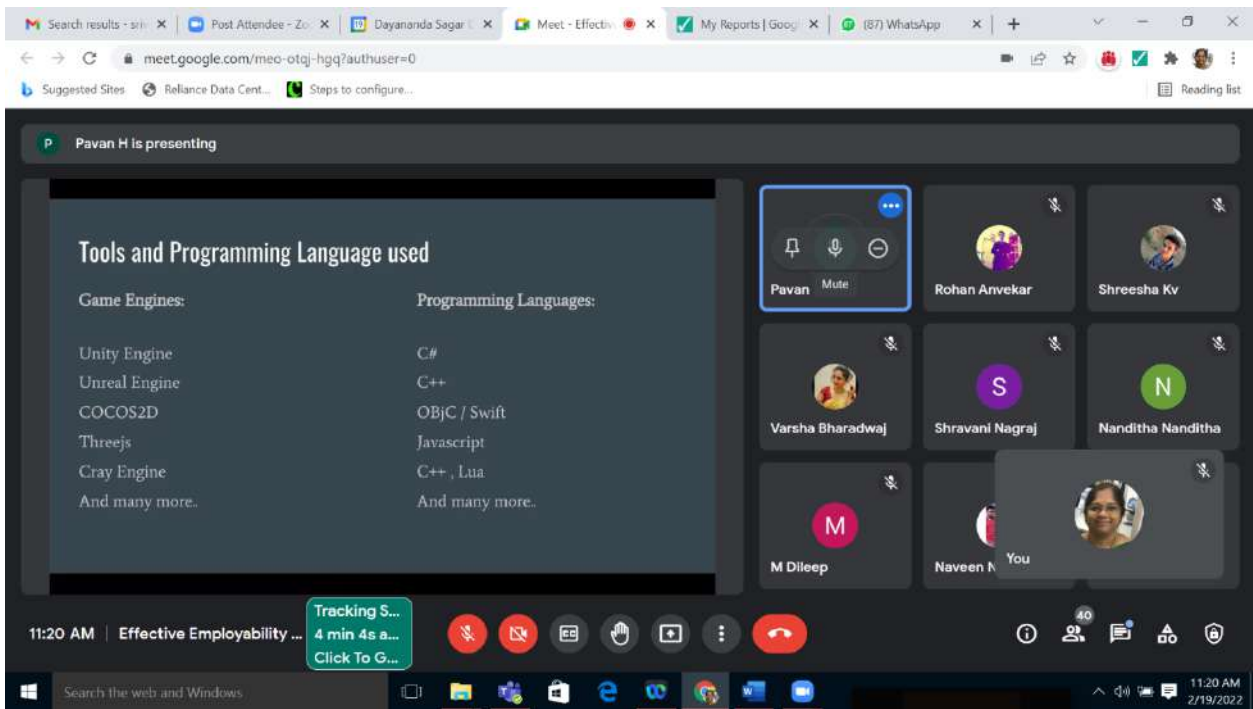 Search results - sri
Post Attendee - Zo
Dayananda Sagar
Meet - Effectiv
My Reports | Goog
(87) WhatsApp
meet.google.com/meo-otqj-hgq?authuser=0
Suggested Sites
Reliance Data Cent...
Steps to configure...
Reading list
P
Pavan H is presenting
Tools and Programming Language used
Game Engines:
Unity Engine
Unreal Engine
COCOS2D
Threejs
Cray Engine
And many more..
Programming Languages:
C#
C++
OBjC / Swift
Javascript
C++ , Lua
And many more..
Pavan
Mute
Rohan Anvekar
Shreesha Kv
Varsha Bharadwaj
S
Shravani Nagraj
N
Nanditha Nanditha
M
M Dileep
Naveen N
You
11:20 AM | Effective Employability ...
Tracking S...
4 min 4s a...
Click To G...
CC
40
Search the web and Windows
11:20 AM
2/19/2022